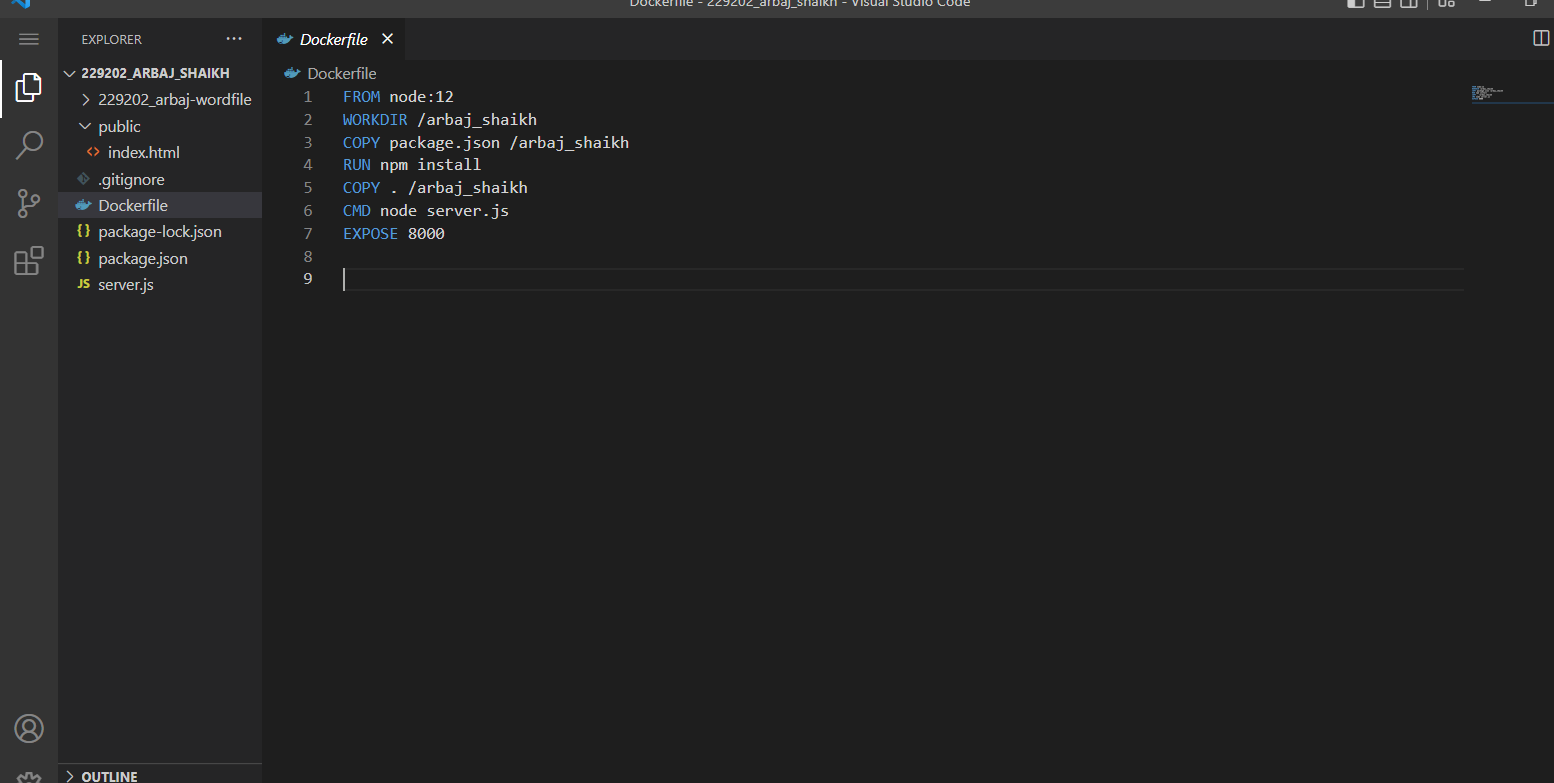 Dockerfile - 229202_arbaj_shaikh - Visual Studio Code
EXPLORER
229202_ARBAJ_SHAIKH
229202_arbaj-wordfile
public
<> index.html
.gitignore
Dockerfile
{} package-lock.json
{} package.json
JS server.js
OUTLINE
Dockerfile
Dockerfile
1 FROM node:12
2 WORKDIR /arbaj_shaikh
3 COPY package.json /arbaj_shaikh
4 RUN npm install
5 COPY . /arbaj_shaikh
6 CMD node server.js
7 EXPOSE 8000
8
9